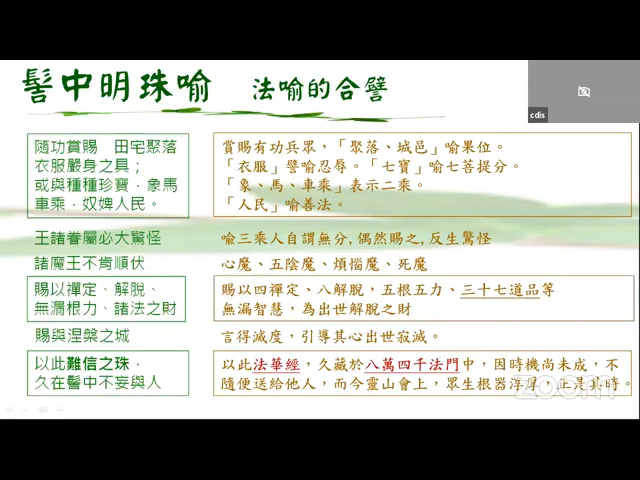 髻中明珠喻 法喻的合譬
cdis
隨功賞賜 田宅聚落
衣服嚴身之具；
或與種種珍寶．象馬
車乘．奴婢人民。
賞賜有功兵眾，「聚落、城邑」喻果位。
「衣服」譬喻忍辱。「七寶」喻七菩提分。
「象、馬、車乘」表示二乘。
「人民」喻善法。
王諸眷屬必大驚怪
喻三乘人自謂無分,偶然賜之,反生驚怪
諸魔王不肯順伏
心魔、五陰魔、煩惱魔、死魔
賜以禪定、解脫、
無漏根力、諸法之財
賜以四禪定、八解脫，五根五力、三十七道品等
無漏智慧，為出世解脫之財
賜與涅槃之城
言得滅度，引導其心出世寂滅。
以此難信之珠．
久在髻中不妄與人
以此法華經，久藏於八萬四千法門中，因時機尚未成，不
隨便送給他人，而今靈山會上，眾生根器淳厚，正是其時。
zoom